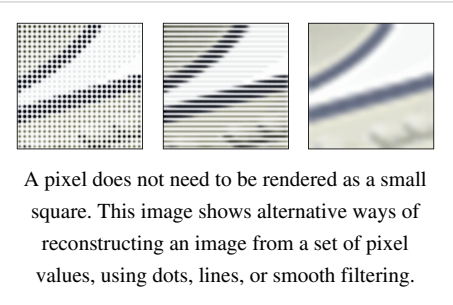 A pixel does not need to be rendered as a small
square. This image shows alternative ways of
reconstructing an image from a set of pixel
values, using dots, lines, or smooth filtering.